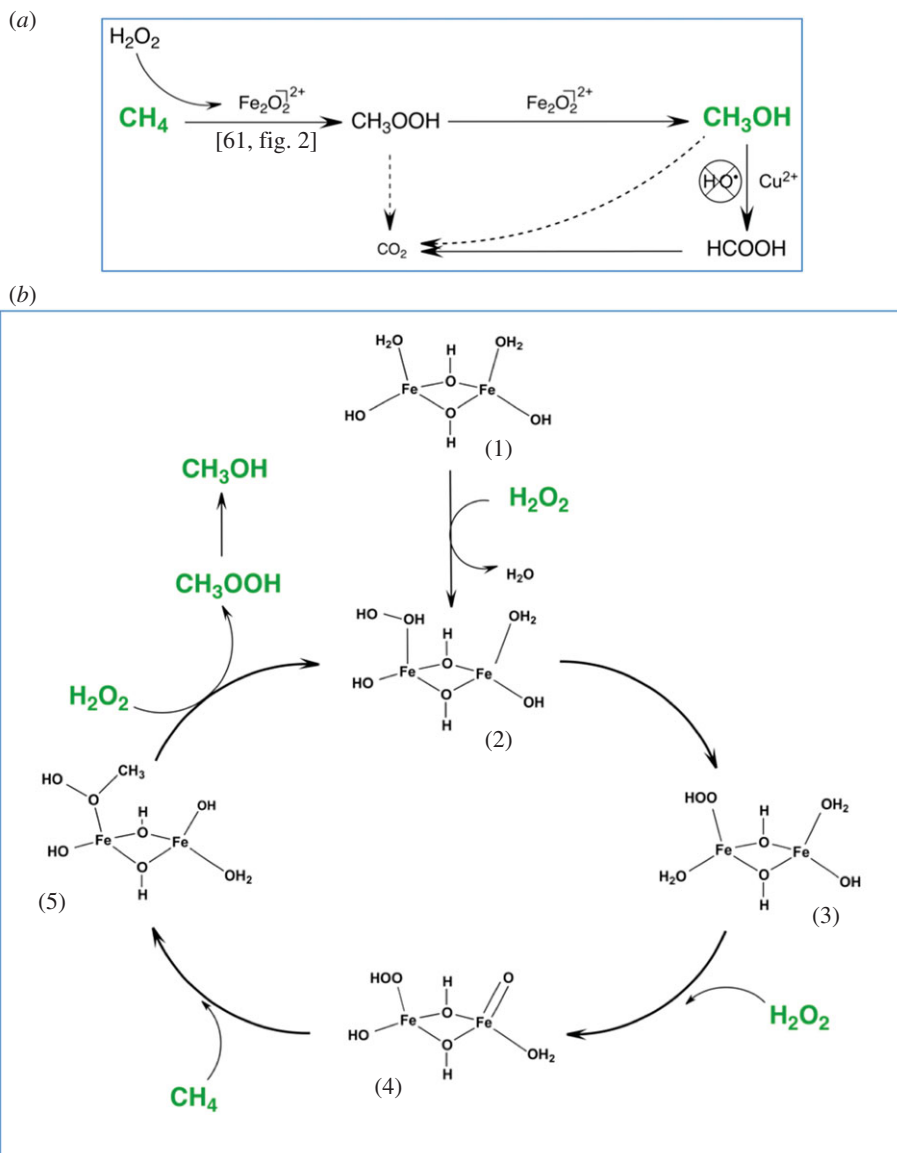 (a)
H₂O₂
Fe₂O₂]²⁺
Fe₂O₂]²⁺
CH₄
CH₃OOH
CH₃OH
[61, fig. 2]
HO•
Cu²⁺
CO₂
HCOOH
(b)
H₂O
H
OH₂
Fe
O
Fe
HO
O
OH
H
(1)
CH₃OH
H₂O₂
CH₃OOH
H₂O
HO
OH
H
OH₂
Fe
O
Fe
HO
O
OH
H
(2)
H₂O₂
HO
CH₃
O
H
OH
Fe
O
Fe
HO
O
OH₂
H
(5)
HOO
H
OH₂
Fe
O
Fe
H₂O
O
OH
H
(3)
HOO
H
O
Fe
O
Fe
HO
O
OH₂
H
(4)
H₂O₂
CH₄